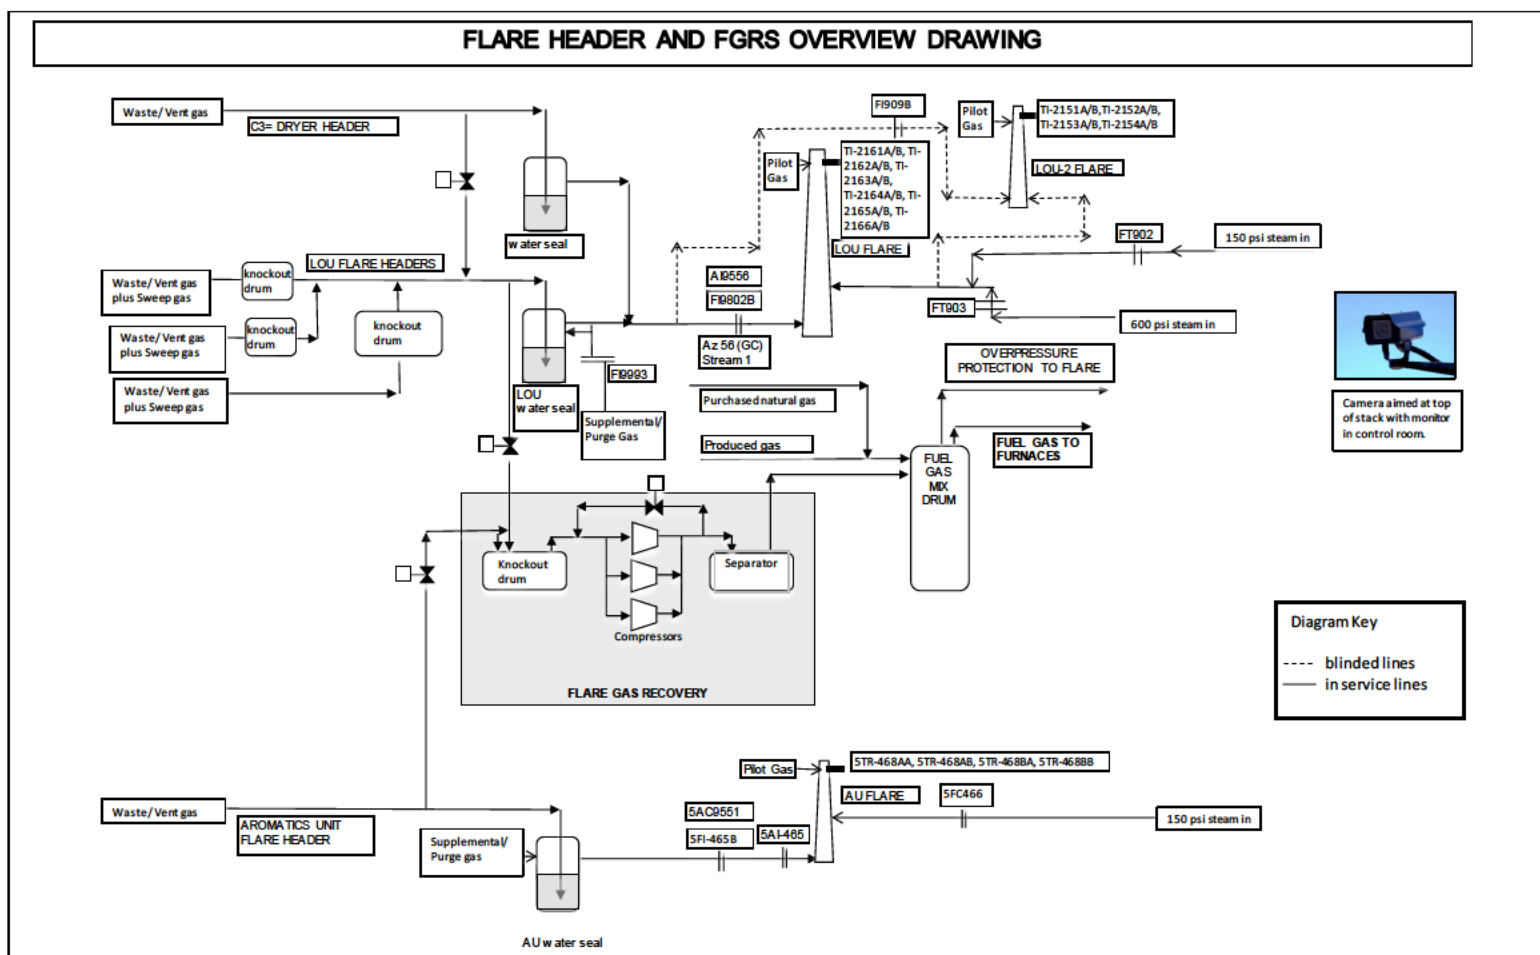 FLARE HEADER AND FGRS OVERVIEW DRAWING
Waste/Vent gas
C3= DRYER HEADER
water seal
LOU FLARE HEADERS
Waste/Vent gas
plus Sweep gas
knockout
drum
Waste/Vent gas
plus Sweep gas
knockout
drum
knockout
drum
Waste/Vent gas
plus Sweep gas
LOU
water seal
FI9993
Supplemental/
Purge Gas
AI9556
FI9802B
Az 56 (GC)
Stream 1
Pilot
Gas
FI909B
TI-2161A/B, TI-
2162A/B, TI-
2163A/B,
TI-2164A/B, TI-
2165A/B, TI-
2166A/B
LOU FLARE
Pilot
Gas
TI-2151A/B,TI-2152A/B,
TI-2153A/B,TI-2154A/B
LOU-2 FLARE
FT902
150 psi steam in
FT903
600 psi steam in
OVERPRESSURE
PROTECTION TO FLARE
Purchased natural gas
Produced gas
FUEL
GAS
MIX
DRUM
FUEL GAS TO
FURNACES
Camera aimed at top
of stack with monitor
in control room.
Knockout
drum
Compressors
Separator
FLARE GAS RECOVERY
Diagram Key
blinded lines
in service lines
Waste/Vent gas
AROMATICS UNIT
FLARE HEADER
Supplemental/
Purge gas
AU water seal
5AC9551
5FI-465B
5AI-465
Pilot Gas
5TR-468AA, 5TR-468AB, 5TR-468BA, 5TR-468BB
AU FLARE
5FC466
150 psi steam in